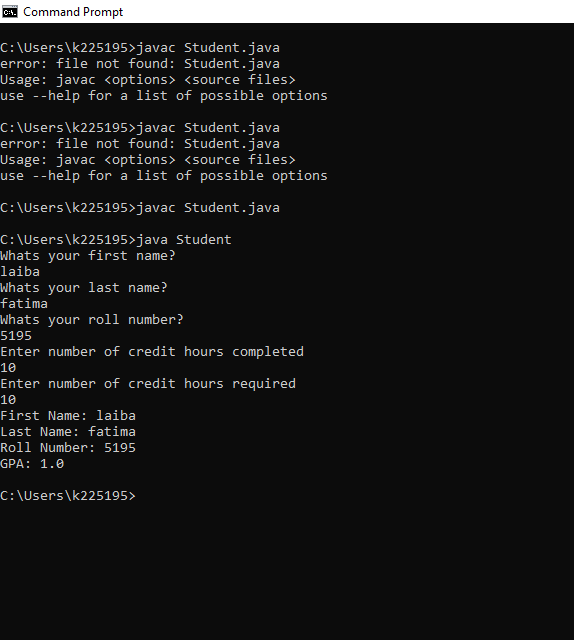 Command Prompt
C:\Users\k225195>javac Student.java
error: file not found: Student.java
Usage: javac <options> <source files>
use --help for a list of possible options
C:\Users\k225195>javac Student.java
error: file not found: Student.java
Usage: javac <options> <source files>
use --help for a list of possible options
C:\Users\k225195>javac Student.java
C:\Users\k225195>java Student
Whats your first name?
laiba
Whats your last name?
fatima
Whats your roll number?
5195
Enter number of credit hours completed
10
Enter number of credit hours required
10
First Name: laiba
Last Name: fatima
Roll Number: 5195
GPA: 1.0
C:\Users\k225195>